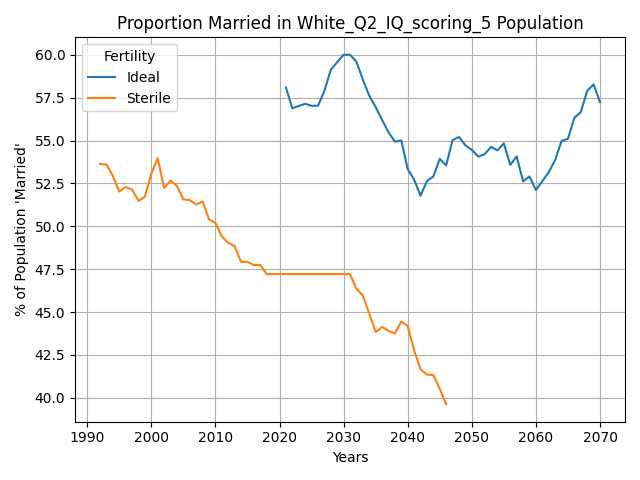 Proportion Married in White_Q2_IQ_scoring_5 Population
Fertility
Ideal
Sterile
% of Population 'Married'
60.0
57.5
55.0
52.5
50.0
47.5
45.0
42.5
40.0
1990 2000 2010 2020 2030 2040 2050 2060 2070
Years